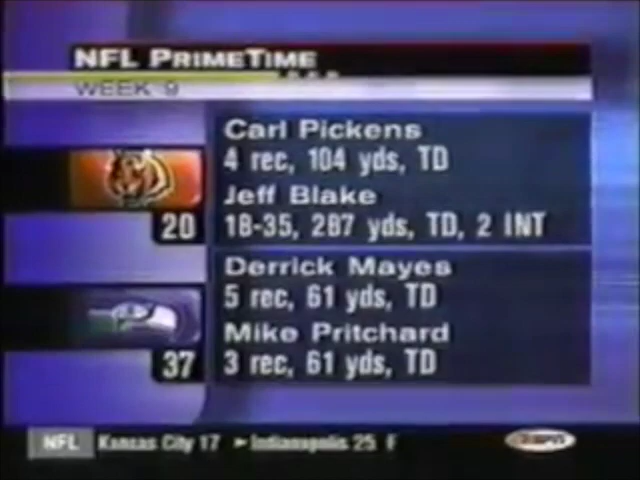 NFL PRIMETIME
WEEK 9
Carl Pickens
4 rec, 104 yds, TD
Jeff Blake
20
18-35, 287 yds, TD, 2 INT
Derrick Mayes
5 rec, 61 yds, TD
Mike Pritchard
37
3 rec, 61 yds, TD
NFL Kansas City 17 ►Indianapolis 25 F
ESPN